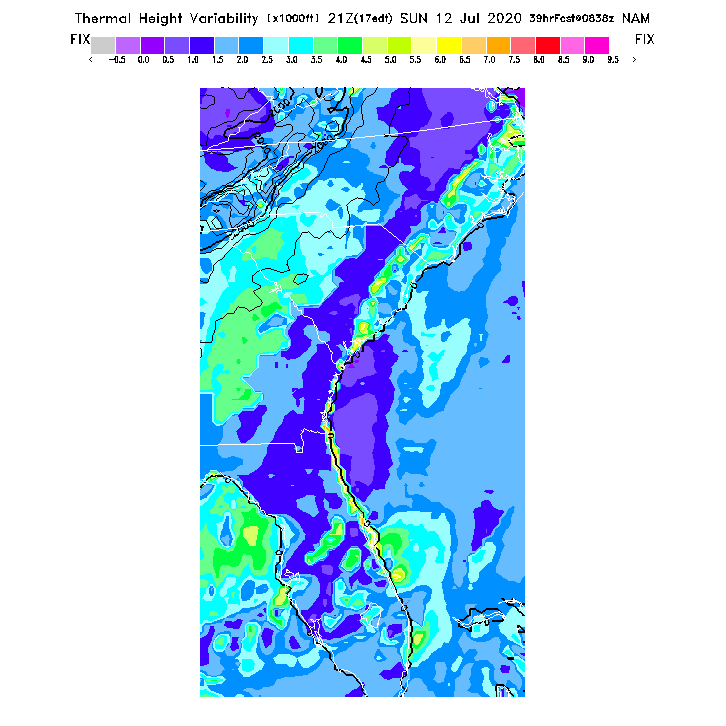 Thermal Height Variability [x1000ft] 21Z(17edt) SUN 12 Jul 2020 39hrFcst@0838z NAM
FIX FIX
< -0.5 0.0 0.5 1.0 1.5 2.0 2.5 3.0 3.5 4.0 4.5 5.0 5.5 6.0 6.5 7.0 7.5 8.0 8.5 9.0 9.5 >